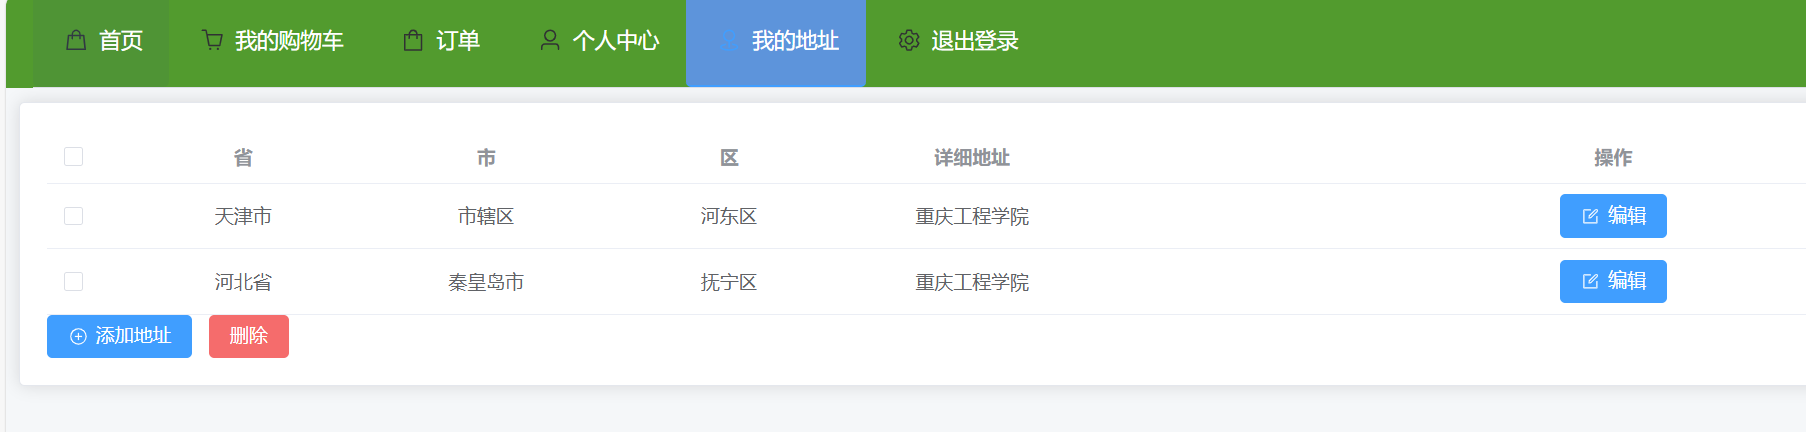 首页 我的购物车 订单 个人中心 我的地址 退出登录
省 市 区 详细地址 操作
天津市 市辖区 河东区 重庆工程学院 编辑
河北省 秦皇岛市 抚宁区 重庆工程学院 编辑
添加地址 删除